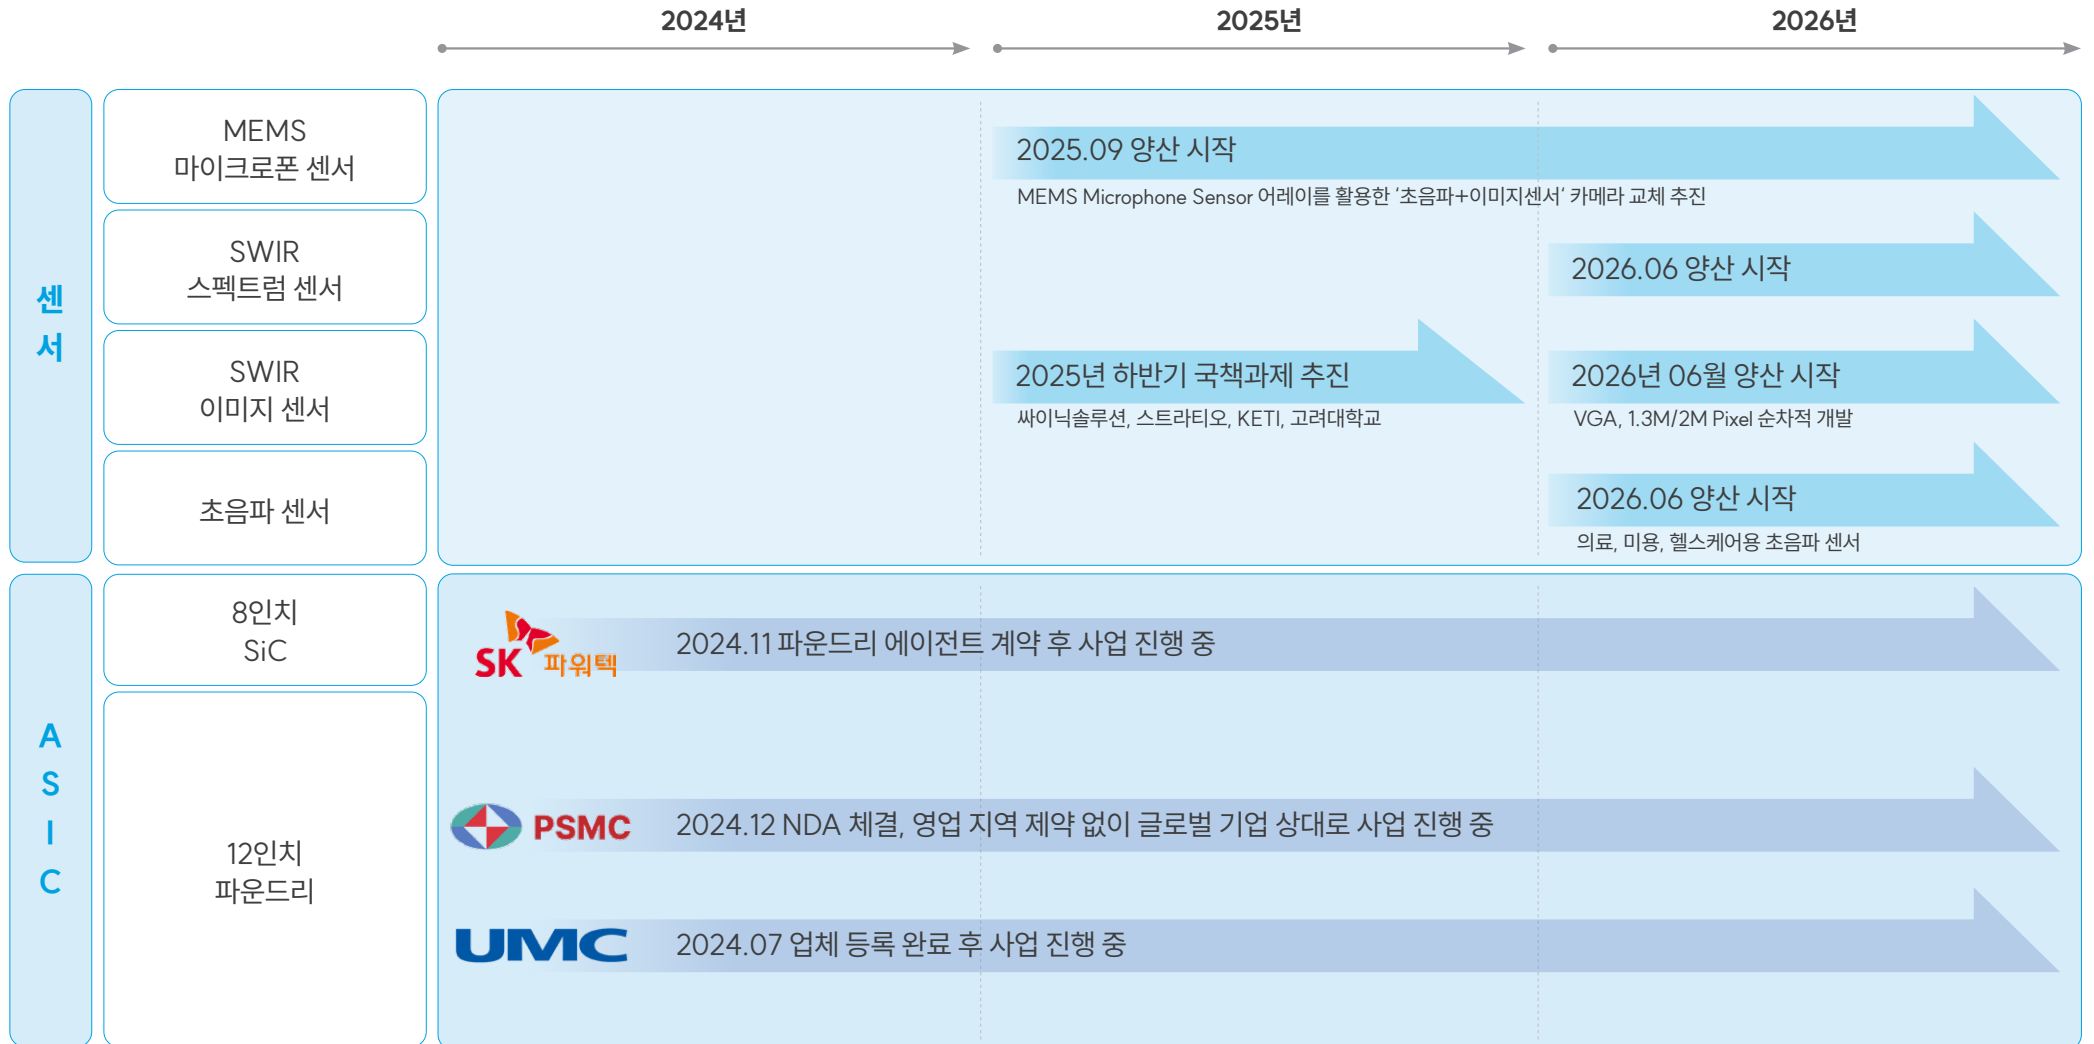 2024년
2025년
2026년
센
서
MEMS
마이크로폰 센서
2025.09 양산 시작
MEMS Microphone Sensor 어레이를 활용한 ‘초음파+이미지센서‘ 카메라 교체 추진
SWIR
스펙트럼 센서
2026.06 양산 시작
SWIR
이미지 센서
2025년 하반기 국책과제 추진
싸이닉솔루션, 스트라티오, KETI, 고려대학교
2026년 06월 양산 시작
VGA, 1.3M/2M Pixel 순차적 개발
초음파 센서
2026.06 양산 시작
의료, 미용, 헬스케어용 초음파 센서
A
S
I
C
8인치
SiC
SK 파워텍
2024.11 파운드리 에이전트 계약 후 사업 진행 중
12인치
파운드리
PSMC
2024.12 NDA 체결, 영업 지역 제약 없이 글로벌 기업 상대로 사업 진행 중
UMC
2024.07 업체 등록 완료 후 사업 진행 중